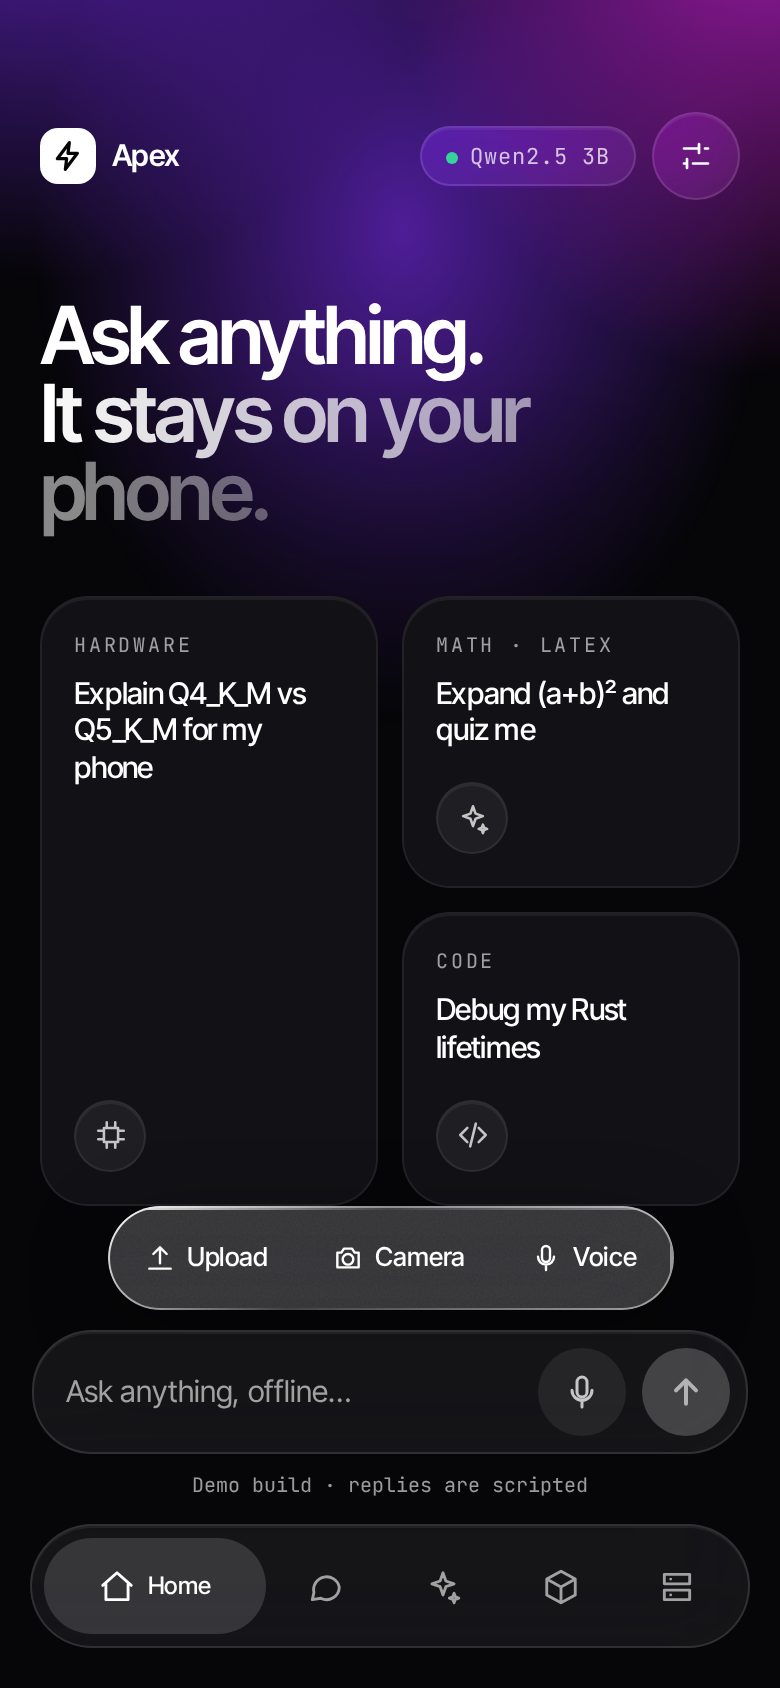 Apex
Qwen2.5 3B
Ask anything.
It stays on your
phone.
HARDWARE
Explain Q4_K_M vs
Q5_K_M for my
phone
MATH · LATEX
Expand (a+b)² and
quiz me
CODE
Debug my Rust
lifetimes
Upload
Camera
Voice
Ask anything, offline...
Demo build · replies are scripted
Home